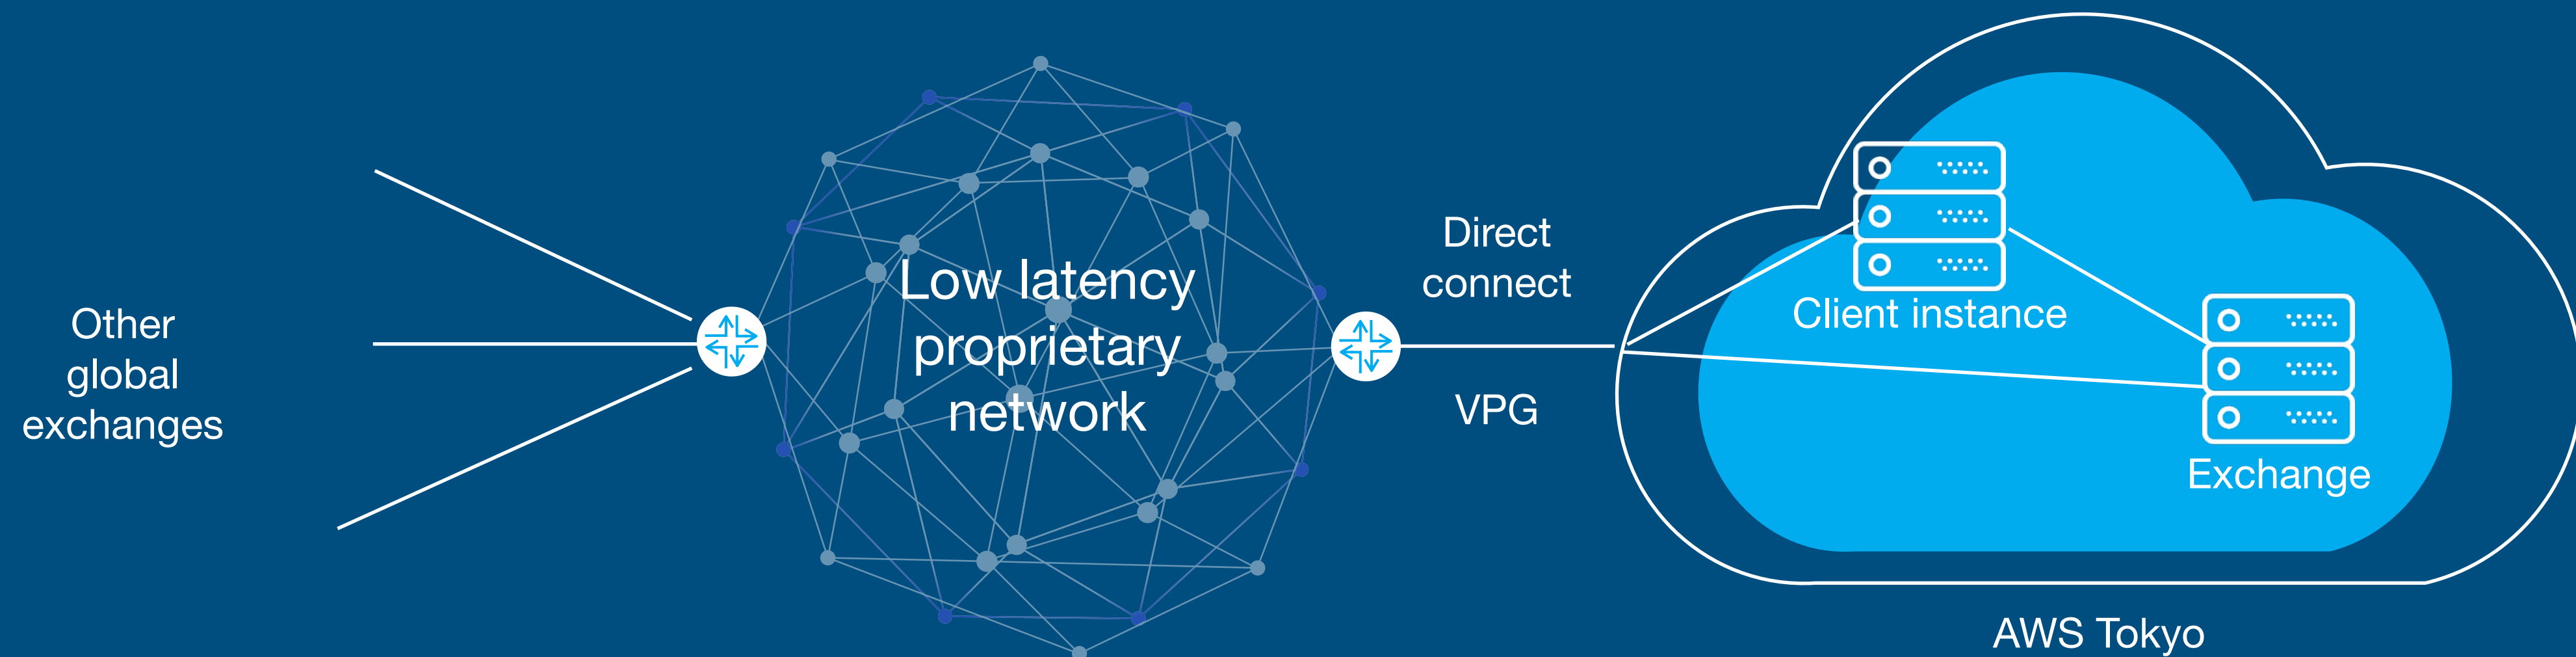 Other
global
exchanges
Low latency
proprietary
network
Direct
connect
VPG
Client instance
Exchange
AWS Tokyo